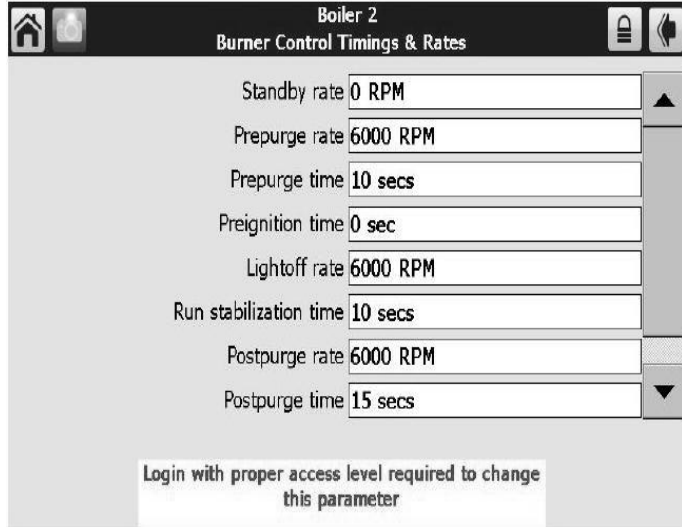 Boiler 2
Burner Control Timings & Rates
Standby rate 0 RPM
Prepurge rate 6000 RPM
Prepurge time 10 secs
Preignition time 0 sec
Lightoff rate 6000 RPM
Run stabilization time 10 secs
Postpurge rate 6000 RPM
Postpurge time 15 secs
Login with proper access level required to change
this parameter